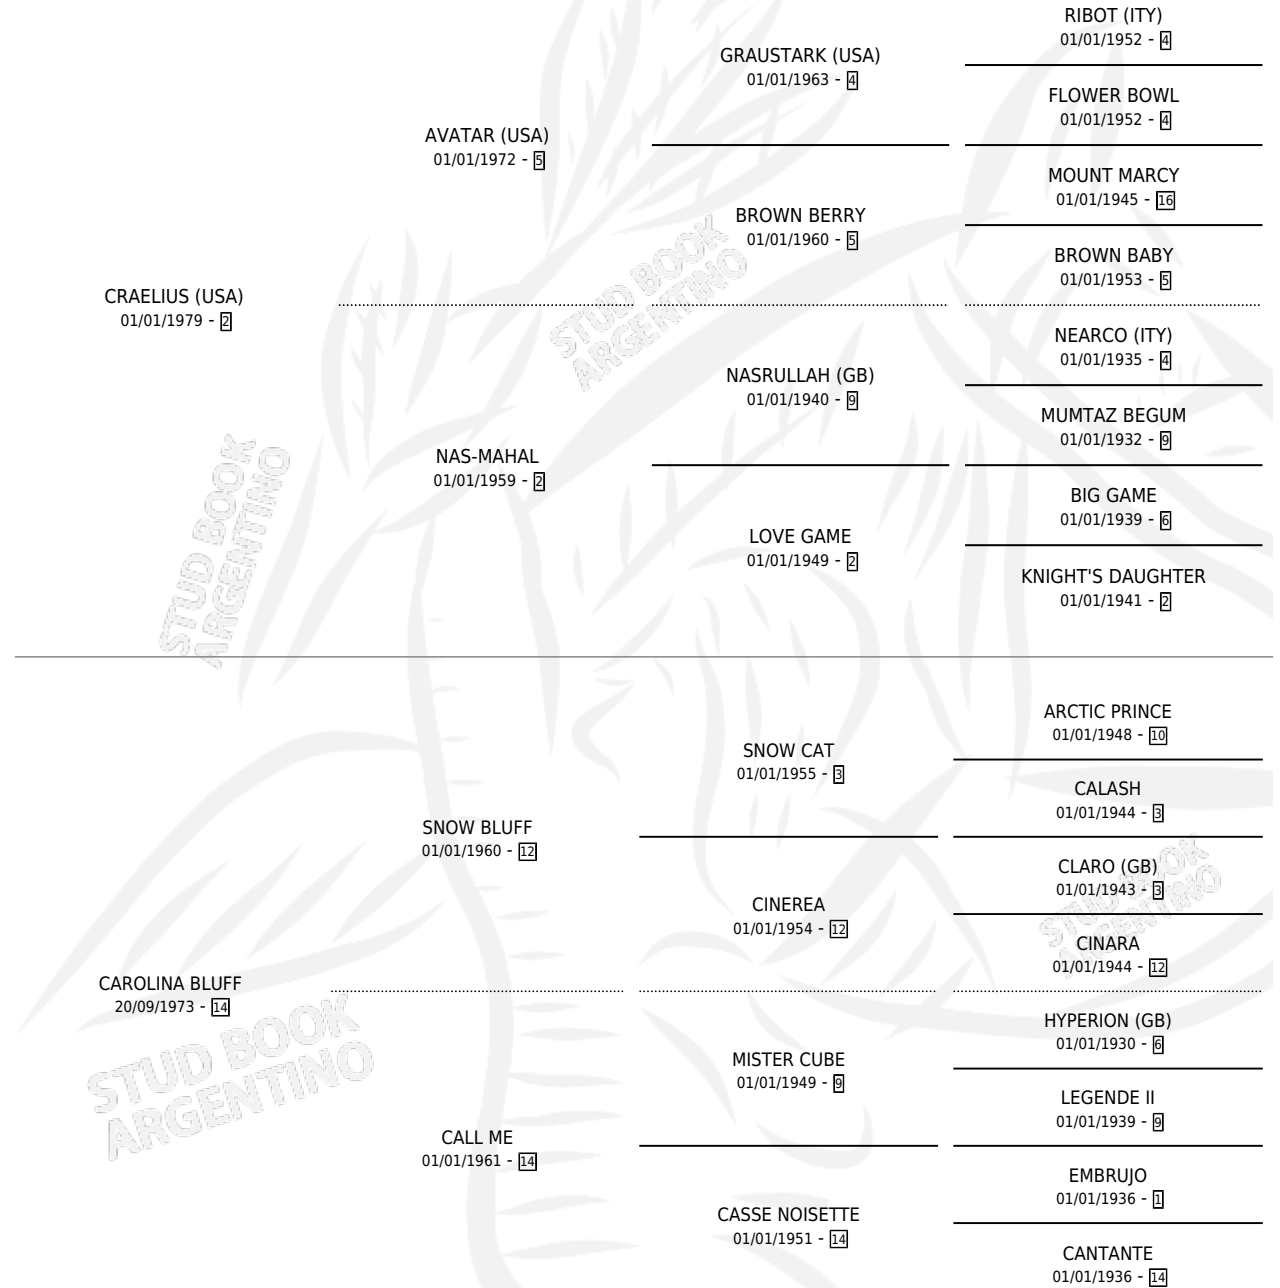 RIBOT (ITY)
01/01/1952 - 4
GRAUSTARK (USA)
01/01/1963 - 4
FLOWER BOWL
01/01/1952 - 4
AVATAR (USA)
01/01/1972 - 5
MOUNT MARCY
01/01/1945 - 16
BROWN BERRY
01/01/1960 - 5
BROWN BABY
01/01/1953 - 5
CRAELIUS (USA)
01/01/1979 - 2
NEARCO (ITY)
01/01/1935 - 4
NASRULLAH (GB)
01/01/1940 - 9
MUMTAZ BEGUM
01/01/1932 - 9
NAS-MAHAL
01/01/1959 - 2
BIG GAME
01/01/1939 - 6
LOVE GAME
01/01/1949 - 2
KNIGHT'S DAUGHTER
01/01/1941 - 2
STUD BOOK
ARGENTINO
STUD BOOK
ARGENTINO
ARCTIC PRINCE
01/01/1948 - 10
SNOW CAT
01/01/1955 - 3
CALASH
01/01/1944 - 3
SNOW BLUFF
01/01/1960 - 12
CLARO (GB)
01/01/1943 - 3
CINEREA
01/01/1954 - 12
CINARA
01/01/1944 - 12
STUD BOOK
ARGENTINO
CAROLINA BLUFF
20/09/1973 - 14
HYPERION (GB)
01/01/1930 - 6
MISTER CUBE
01/01/1949 - 9
LEGENDE II
01/01/1939 - 9
CALL ME
01/01/1961 - 14
EMBRUJO
01/01/1936 - 1
CASSE NOISETTE
01/01/1951 - 14
CANTANTE
01/01/1936 - 14
STUD BOOK
ARGENTINO